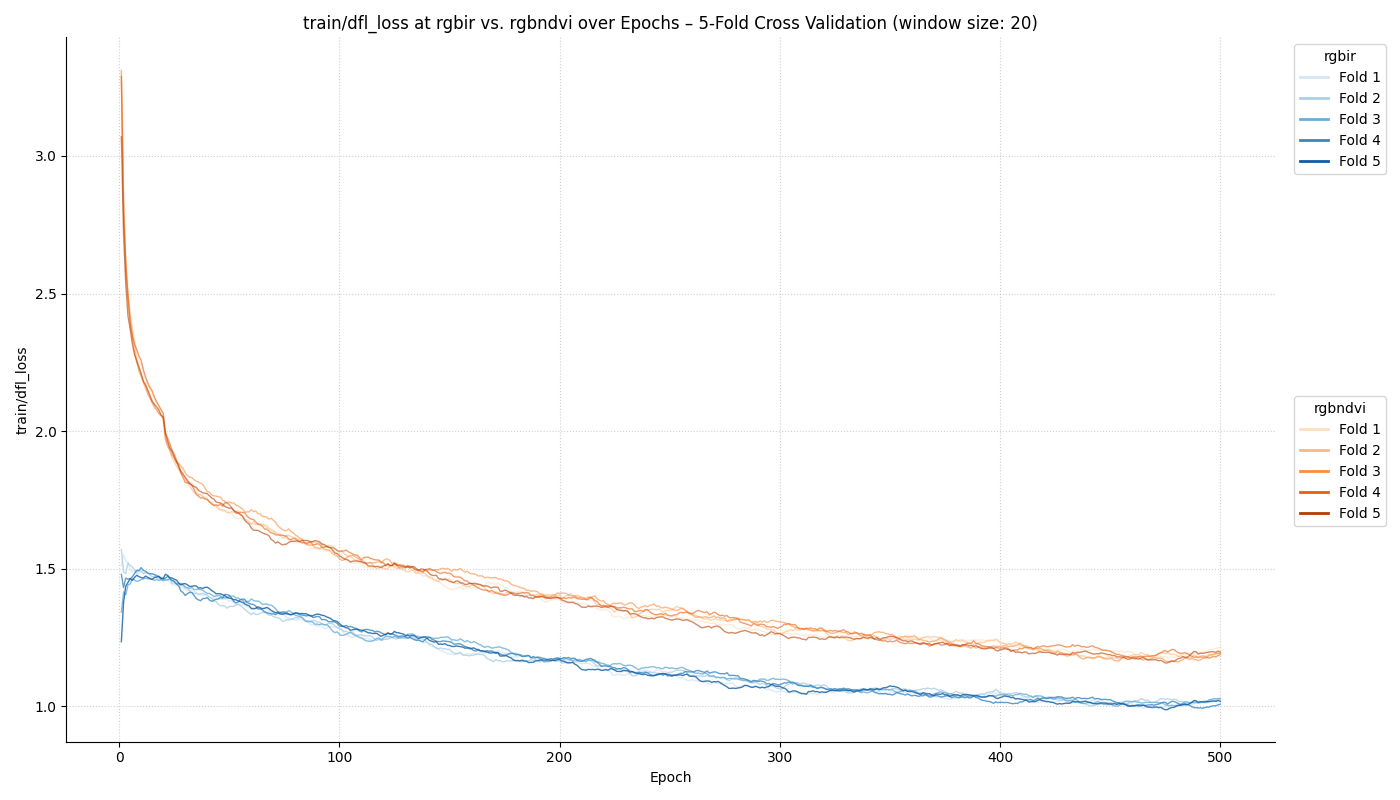 train/dfl_loss at rgbir vs. rgbndvi over Epochs – 5-Fold Cross Validation (window size: 20)
rgbir
Fold 1
Fold 2
Fold 3
Fold 4
Fold 5
rgbndvi
Fold 1
Fold 2
Fold 3
Fold 4
Fold 5
train/dfl_loss
3.0
2.5
2.0
1.5
1.0
0
100
200
300
400
500
Epoch